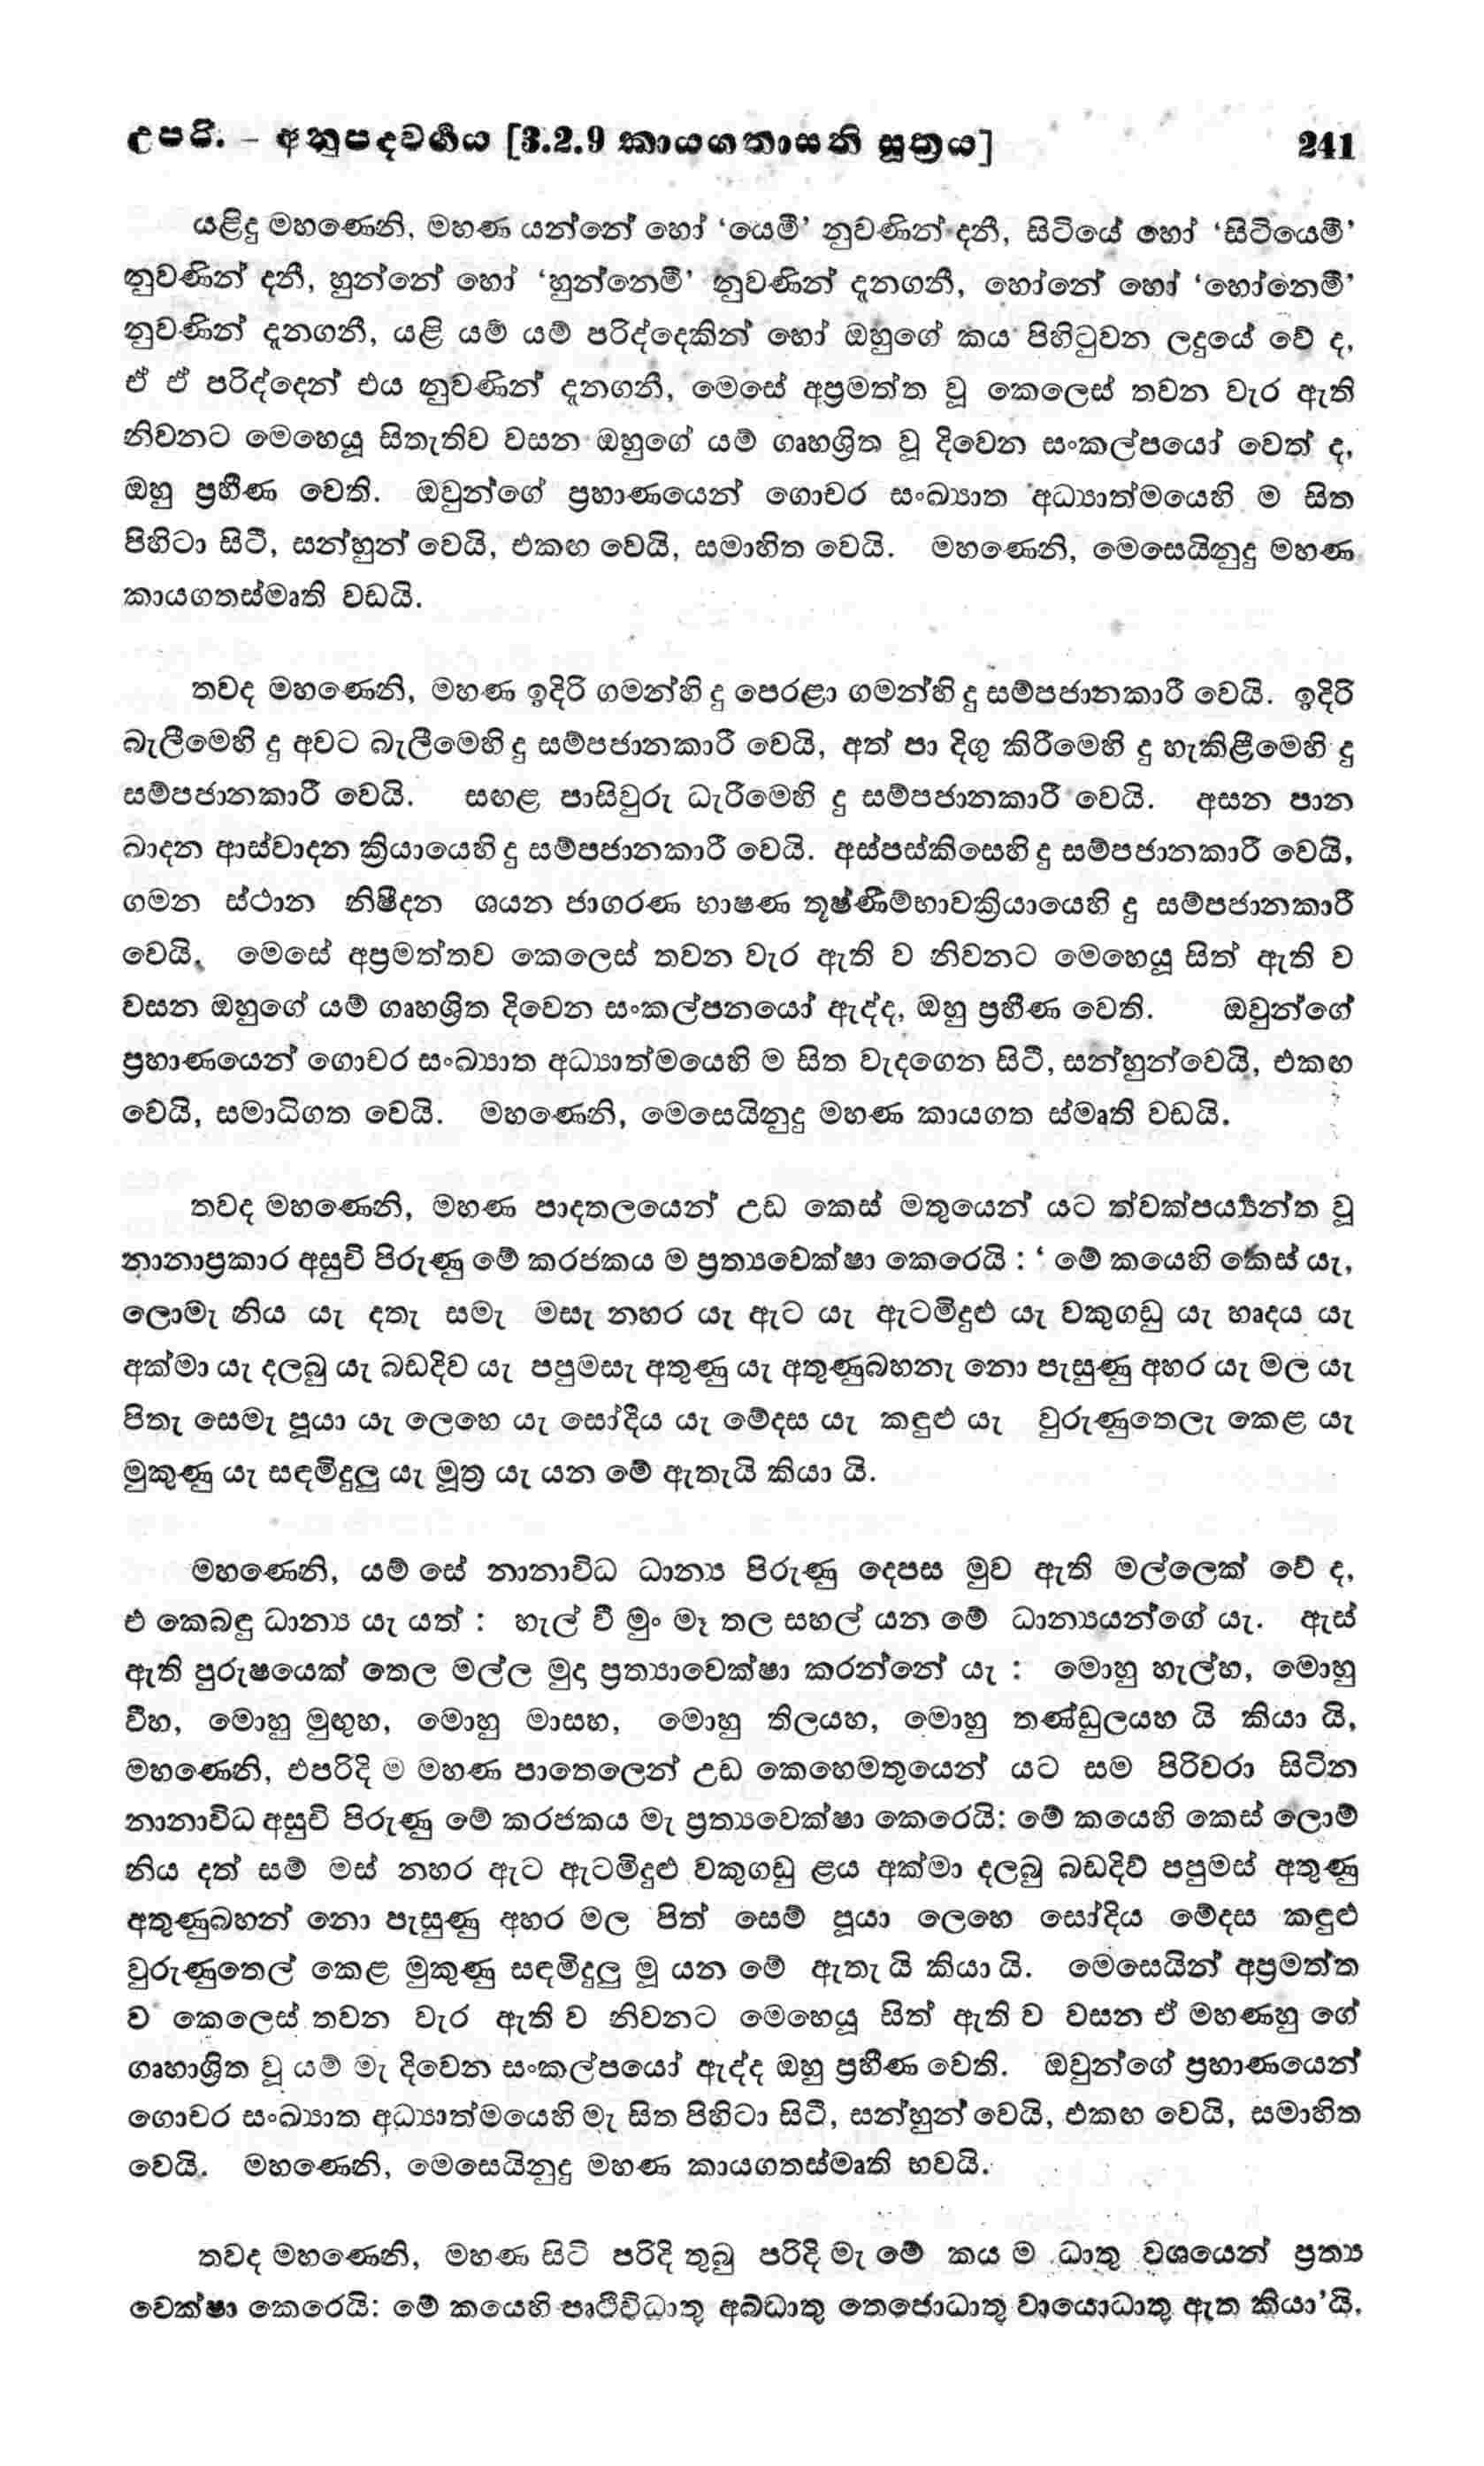 උපරි. – අනුපදවර්‍ගය [3.2.9 කායගතාසති සූත්‍රය] 241
යළිදු මහණෙනි, මහණ යන්නේ හෝ ‘යෙමී’ නුවණින් දනී, සිටියේ හෝ ‘සිටියෙමී’
නුවණින් දනී, හුන්නේ හෝ ‘හුන්නෙමී’ නුවණින් දැනගනී, හෝනේ හෝ ‘හෝනෙමී’
නුවණින් දැනගනී, යළි යම් යම් පරිද්දෙකින් හෝ ඔහුගේ කය පිහිටුවන ලදුයේ වේ ද,
ඒ ඒ පරිද්දෙන් එය නුවණින් දැනගනී, මෙසේ අප්‍රමත්ත වූ කෙලෙස් තවන වැර ඇති
නිවනට මෙහෙයූ සිතැතිව වසන ඔහුගේ යම් ගෘහශ්‍රිත වූ දිවෙන සංකල්පයෝ වෙත් ද,
ඔහු ප්‍රහීණ වෙති. ඔවුන්ගේ ප්‍රහාණයෙන් ගොචර සංඛ්‍යාත අධ්‍යාත්මයෙහි ම සිත
පිහිටා සිටී, සන්හුන් වෙයි, එකඟ වෙයි, සමාහිත වෙයි. මහණෙනි, මෙසෙයිනුදු මහණ
කායගතස්මෘති වඩයි.
තවද මහණෙනි, මහණ ඉදිරි ගමන්හි දු පෙරළා ගමන්හි දු සම්පජානකාරී වෙයි. ඉදිරි
බැලීමෙහි දු අවට බැලීමෙහි දු සම්පජානකාරී වෙයි, අත් පා දිගු කිරීමෙහි දු හැකිළීමෙහි දු
සම්පජානකාරී වෙයි. සඟළ පාසිවුරු ධැරීමෙහි දු සම්පජානකාරී වෙයි. අසන පාන
ඛාදන ආස්වාදන ක්‍රියායෙහි දු සම්පජානකාරී වෙයි. අස්පස්කිසෙහි දු සම්පජානකාරී වෙයි,
ගමන ස්ථාන නිෂීදන ශයන ජාගරණ භාෂණ තූෂ්ණීම්භාවක්‍රියායෙහි දු සම්පජානකාරී
වෙයි, මෙසේ අප්‍රමත්තව කෙලෙස් තවන වැර ඇති ව නිවනට මෙහෙයූ සිත් ඇති ව
වසන ඔහුගේ යම් ගෘහශ්‍රිත දිවෙන සංකල්පනයෝ ඇද්ද, ඔහු ප්‍රහීණ වෙති. ඔවුන්ගේ
ප්‍රහාණයෙන් ගොචර සංඛ්‍යාත අධ්‍යාත්මයෙහි ම සිත වැදගෙන සිටී, සන්හුන්වෙයි, එකඟ
වෙයි, සමාධිගත වෙයි. මහණෙනි, මෙසෙයිනුදු මහණ කායගත ස්මෘති වඩයි.
තවද මහණෙනි, මහණ පාදතලයෙන් උඩ කෙස් මතුයෙන් යට ත්වක්පර්‍ය්‍යන්ත වූ
නානාප්‍රකාර අසුචි පිරුණු මේ කරජකය ම ප්‍රත්‍යවෙක්ෂා කෙරෙයි : ‘ මේ කයෙහි කෙස් යැ,
ලොමැ නිය යැ දතැ සමැ මසැ නහර යැ ඇට යැ ඇටමිදුළු යැ වකුගඩු යැ හෘදය යැ
අක්මා යැ දලබු යැ බඩදිව යැ පපුමසැ අතුණු යැ අතුණුබහනැ නො පැසුණු අහර යැ මල යැ
පිතැ සෙමැ පූයා යැ ලෙහෙ යැ සෝදිය යැ මේදස යැ කඳුළු යැ වුරුණුතෙලැ කෙළ යැ
මුකුණු යැ සඳමිදුලු යැ මූත්‍ර යැ යන මේ ඇතැයි කියා යි.
මහණෙනි, යම් සේ නානාවිධ ධාන්‍ය පිරුණු දෙපස මුව ඇති මල්ලෙක් වේ ද,
එ කෙබඳු ධාන්‍ය යැ යත් : හැල් වී මුං මෑ තල සහල් යන මේ ධාන්‍යයන්ගේ යැ. ඇස්
ඇති පුරුෂයෙක් තෙල මල්ල මුදා ප්‍රත්‍යාවෙක්ෂා කරන්නේ යැ : මොහු හැල්හ, මොහු
වීහ, මොහු මුඟුහ, මොහු මාසහ, මොහු තිලයහ, මොහු තණ්ඩුලයහ යි කියා යි,
මහණෙනි, එපරිදි ම මහණ පාතෙලෙන් උඩ කෙහෙමතුයෙන් යට සම පිරිවරා සිටින
නානාවිධ අසුචි පිරුණු මේ කරජකය මැ ප්‍රත්‍යවෙක්ෂා කෙරෙයි: මේ කයෙහි කෙස් ලොම්
නිය දත් සම් මස් නහර ඇට ඇටමිදුළු වකුගඩු ළය අක්මා දලබු බඩදිව් පපුමස් අතුණු
අතුණුබහන් නො පැසුණු අහර මල පිත් සෙම් පූයා ලෙහෙ සෝදිය මේදස කඳුළු
වුරුණුතෙල් කෙළ මුකුණු සඳමිදුලු මූ යන මේ ඇතැ යි කියා යි. මෙසෙයින් අප්‍රමත්ත
ව කෙලෙස් තවන වැර ඇති ව නිවනට මෙහෙයූ සිත් ඇති ව වසන ඒ මහණහු ගේ
ගෘහාශ්‍රිත වූ යම් මැ දිවෙන සංකල්පයෝ ඇද්ද ඔහු ප්‍රහීණ වෙති. ඔවුන්ගේ ප්‍රහාණයෙන්
ගොචර සංඛ්‍යාත අධ්‍යාත්මයෙහි මැ සිත පිහිටා සිටී, සන්හුන් වෙයි, එකඟ වෙයි, සමාහිත
වෙයි. මහණෙනි, මෙසෙයිනුදු මහණ කායගතස්මෘති භවයි.
තවද මහණෙනි, මහණ සිටි පරිදි තුබු පරිදි මැ මේ කය ම ධාතු වශයෙන් ප්‍රත්‍ය
වෙක්ෂා කෙරෙයි: මේ කයෙහි පෘථිවිධාතු අබ්ධාතු තෙජොධාතු වායොධාතු ඇත කියා’යි,